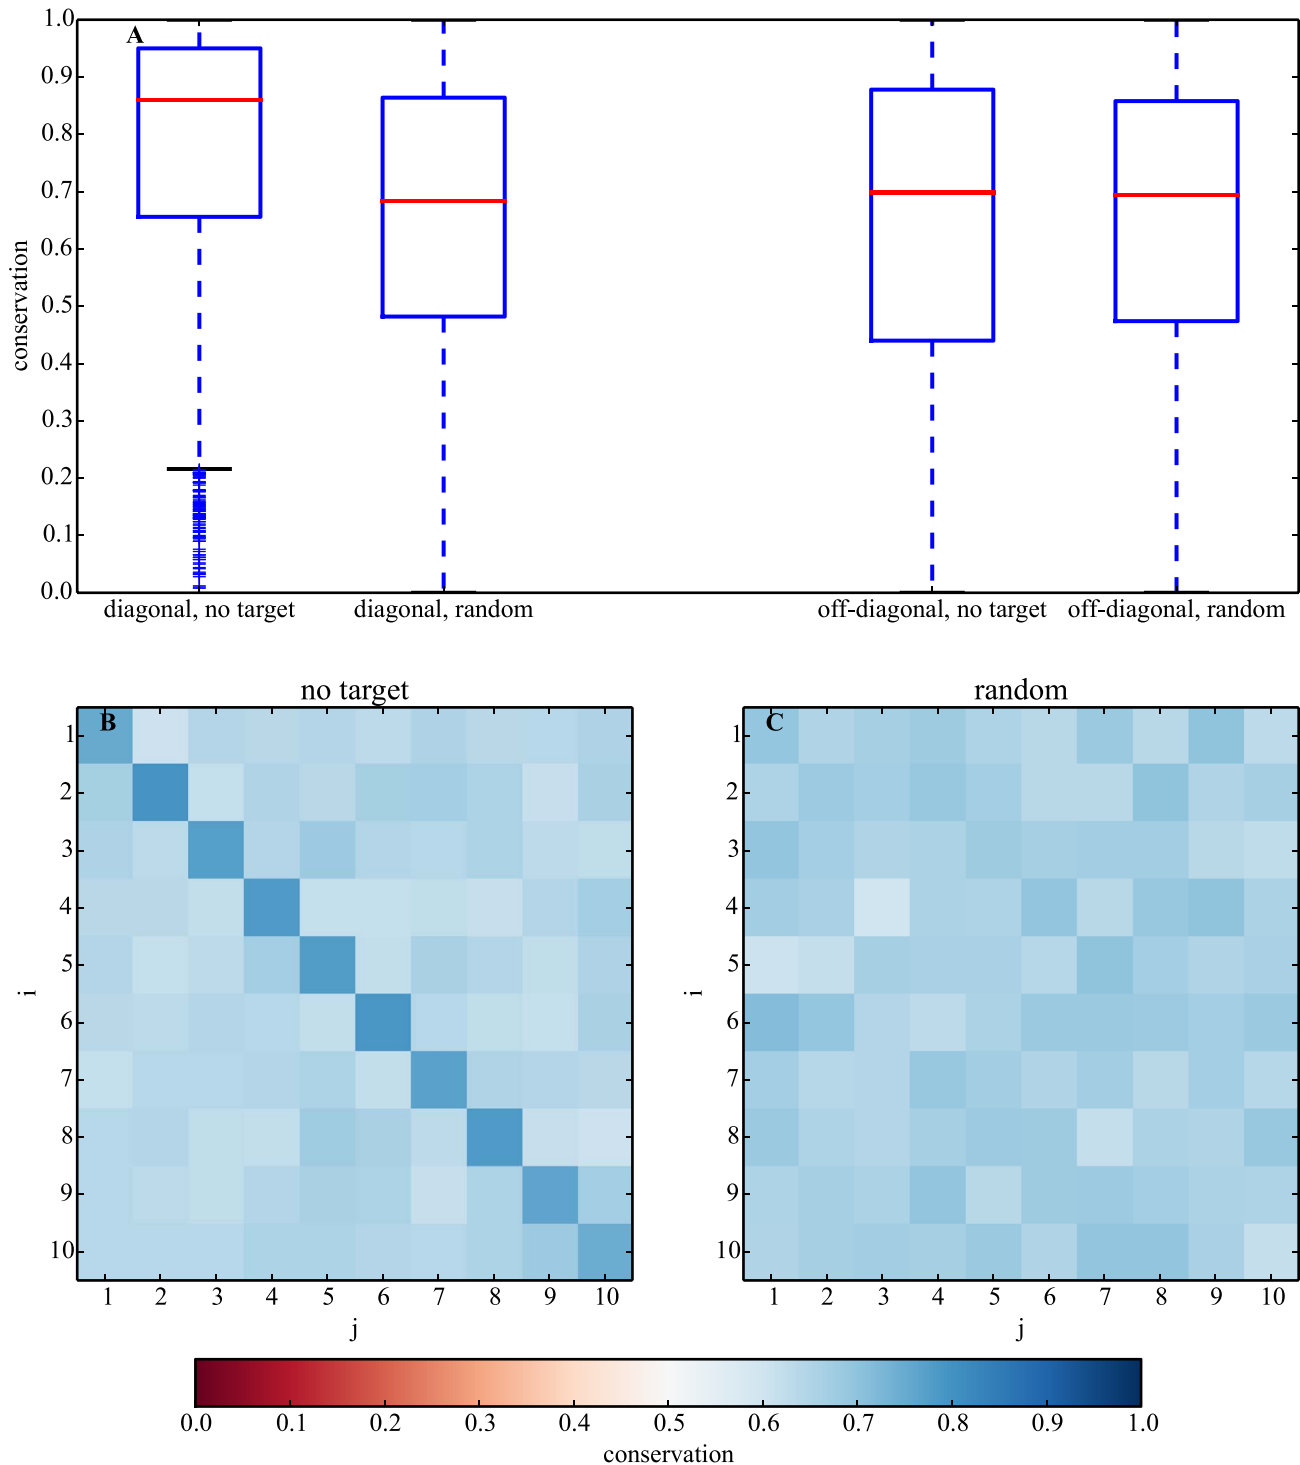 A
1.0
0.9
0.8
0.7
0.6
0.5
0.4
0.3
0.2
0.1
0.0
conservation
diagonal, no target diagonal, random off-diagonal, no target off-diagonal, random
no target
B
1
2
3
4
5
6
7
8
9
10
i
1 2 3 4 5 6 7 8 9 10
j
random
C
1
2
3
4
5
6
7
8
9
10
i
1 2 3 4 5 6 7 8 9 10
j
0.0 0.1 0.2 0.3 0.4 0.5 0.6 0.7 0.8 0.9 1.0
conservation